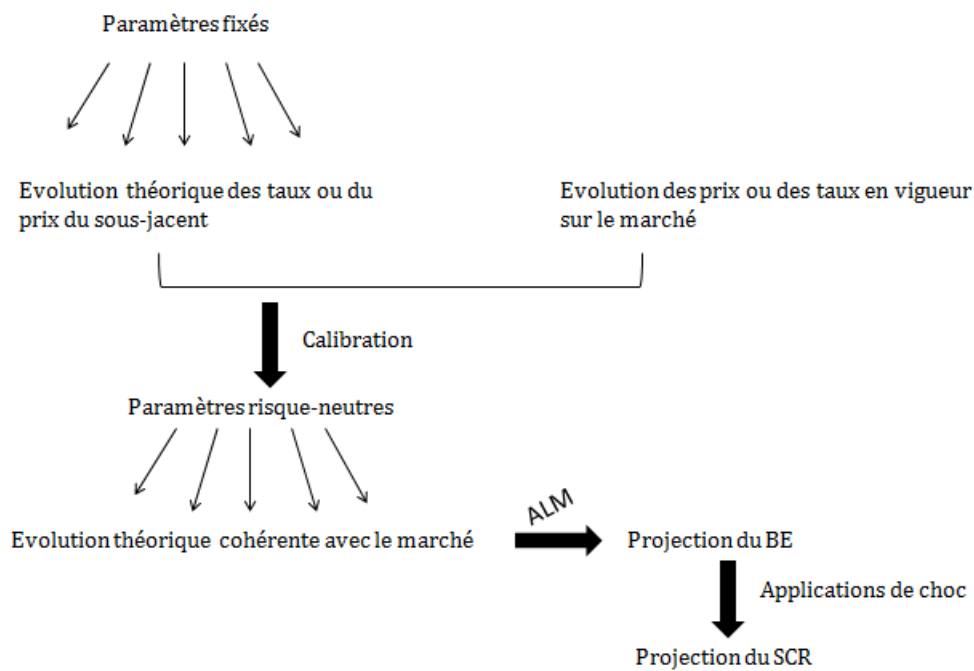 Paramètres fixés
Evolution théorique des taux ou du
prix du sous-jacent
Evolution des prix ou des taux en vigueur
sur le marché
Calibration
Paramètres risque-neutres
Evolution théorique cohérente avec le marché
ALM
Projection du BE
Applications de choc
Projection du SCR